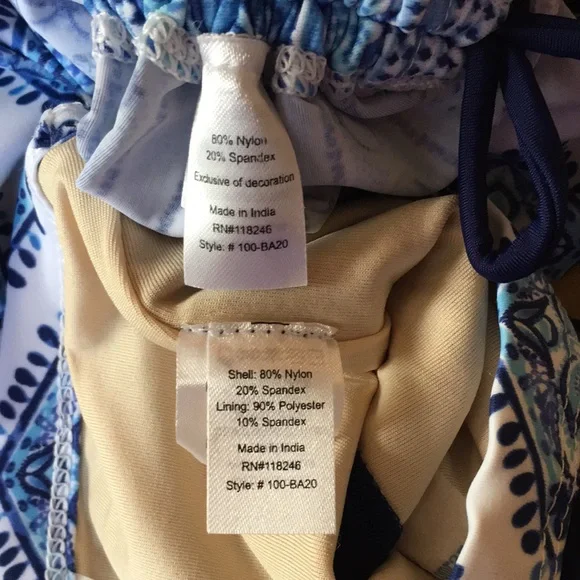 80% Nylon
20% Spandex
Exclusive of decoration
Made in India
RN#118246
Style: # 100-BA20
Shell: 80% Nylon
20% Spandex
Lining: 90% Polyester
10% Spandex
Made in India
RN#118246
Style: # 100-BA20